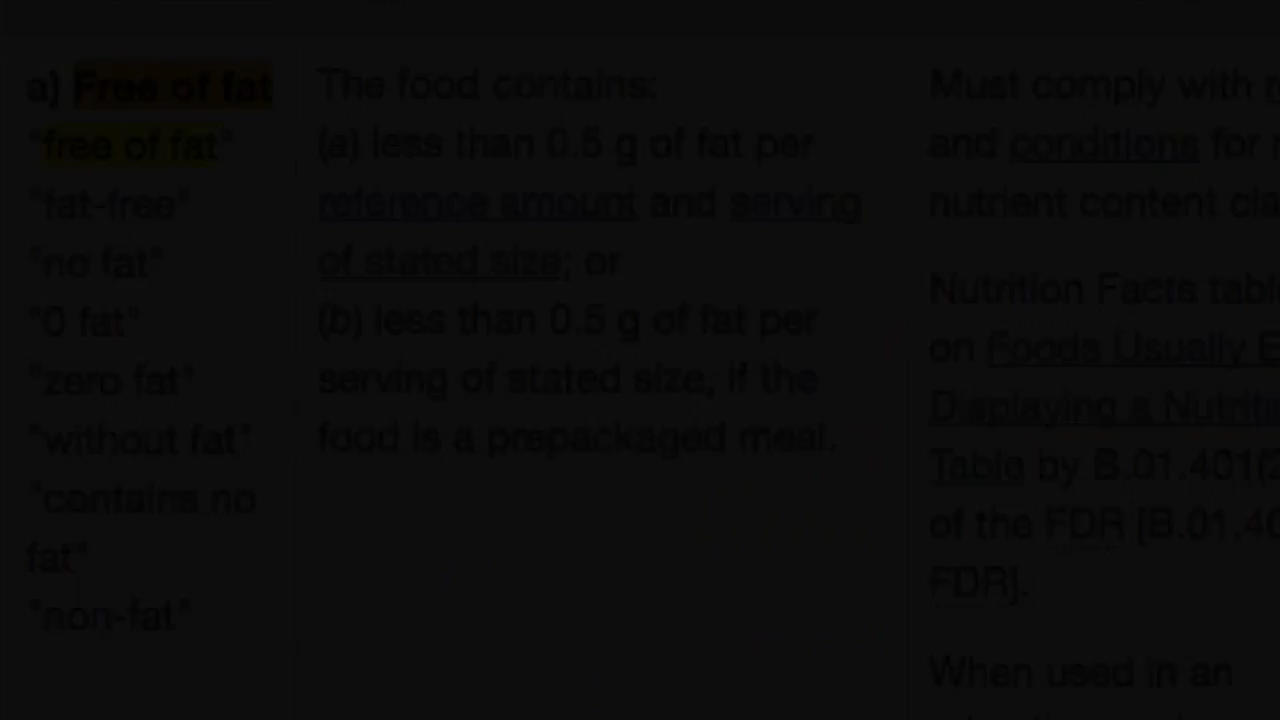 a) Free of fat
"free of fat"
"fat-free"
"no fat"
"0 fat"
"zero fat"
"without fat"
"contains no
fat"
"non-fat"
The food contains:
(a) less than 0.5 g of fat per
reference amount and serving
of stated size; or
(b) less than 0.5 g of fat per
serving of stated size, if the
food is a prepackaged meal.
Must comply with
and conditions for
nutrient content
Nutrition Facts
on Foods Usually
Displaying a
Table by B.01.401(2
of the FDR [B.01.40
FDR].
When used in an